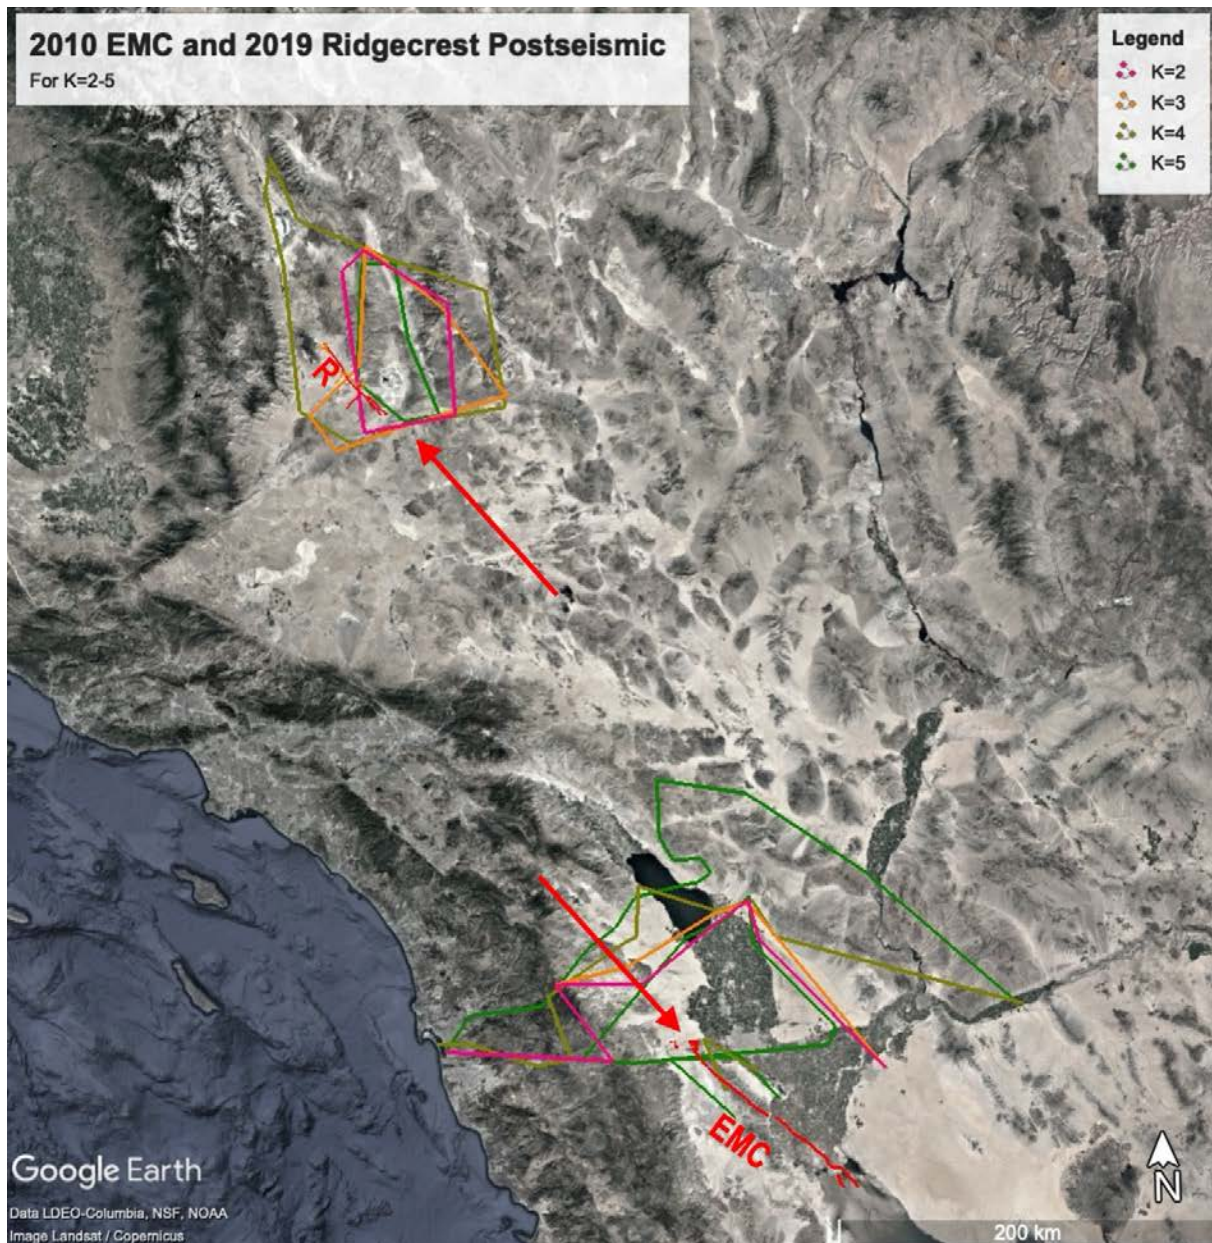 2010 EMC and 2019 Ridgecrest Postseismic
For K=2-5
Legend
K=2
K=3
K=4
K=5
R
EMC
Google Earth
Data LDEO-Columbia, NSF, NOAA
Image Landsat / Copernicus
N
200 km